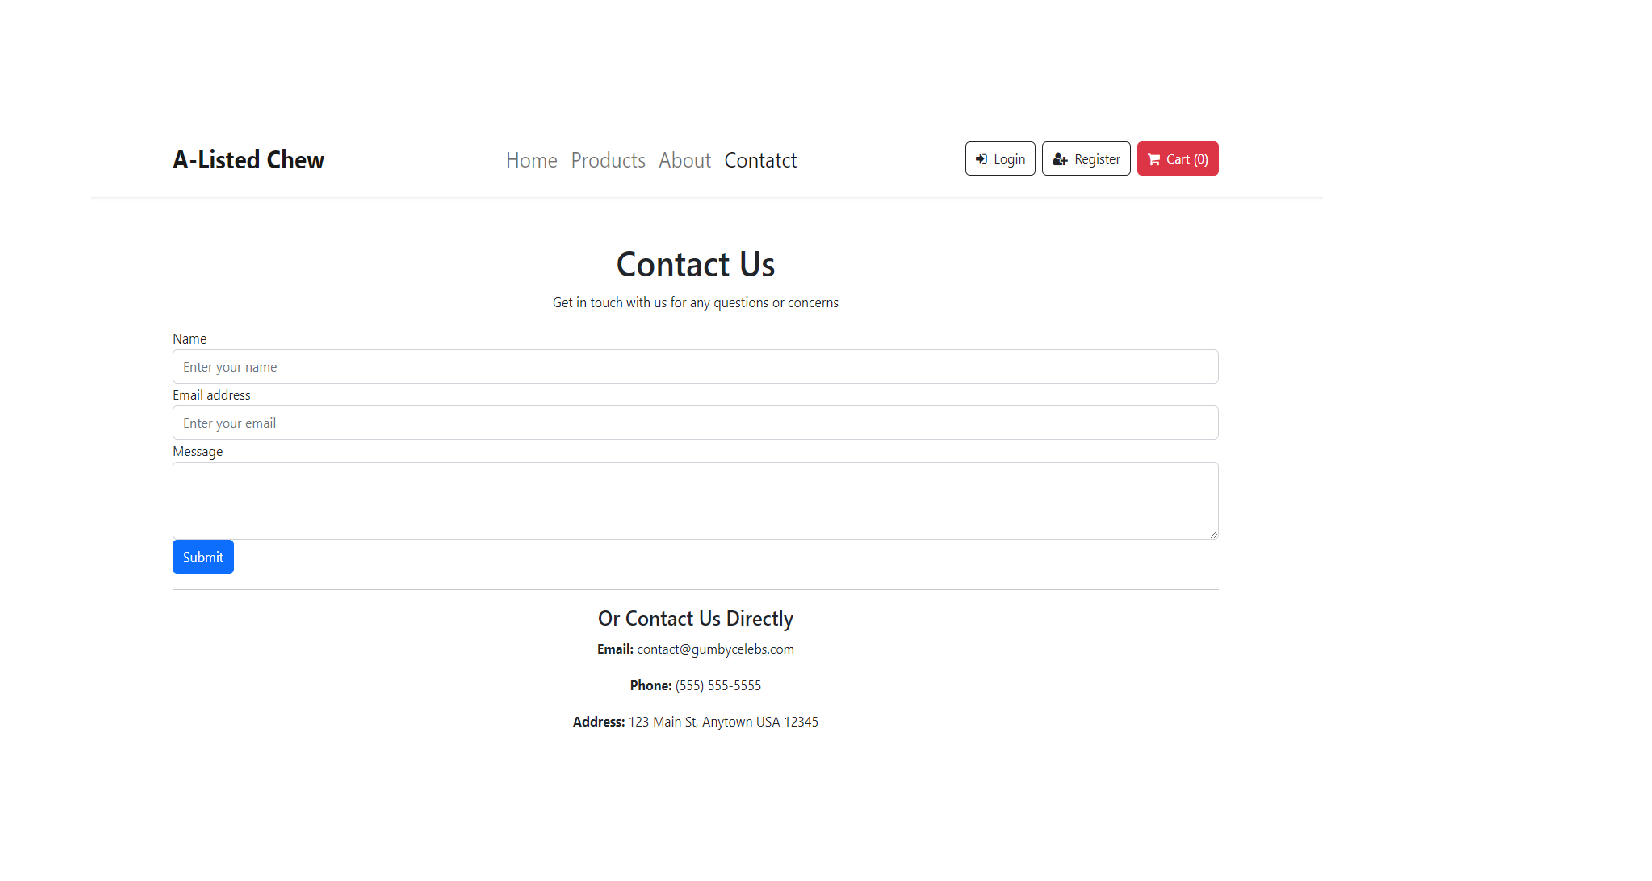 A-Listed Chew Home Products About Contatct Login Register Cart (0)
Contact Us
Get in touch with us for any questions or concerns
Name
Enter your name
Email address
Enter your email
Message
Submit
Or Contact Us Directly
Email: contact@gumbycelebs.com
Phone: (555) 555-5555
Address: 123 Main St. Anytown USA 12345